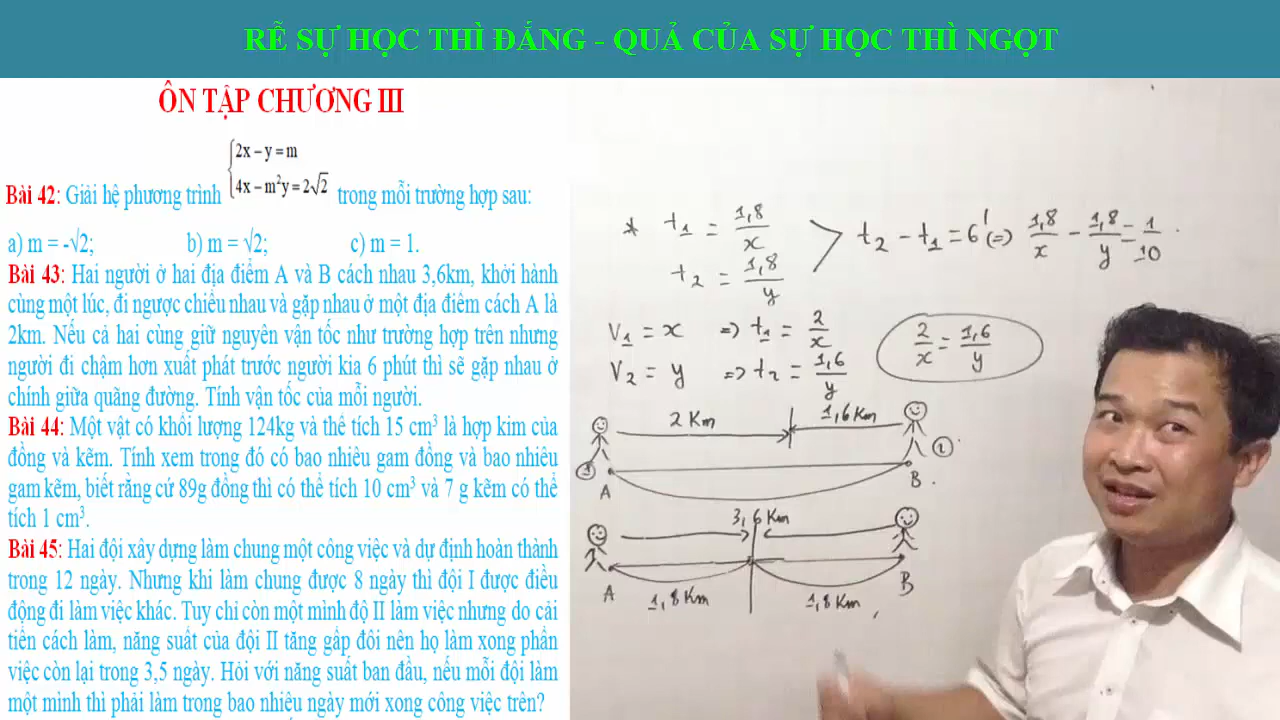 RỄ SỰ HỌC THÌ ĐẮNG - QUẢ CỦA SỰ HỌC THÌ NGỌT
ÔN TẬP CHƯƠNG III
2x – y = m
4x – m²y = 2√2
Bài 42: Giải hệ phương trình trong mỗi trường hợp sau:
a) m = -√2; b) m = √2; c) m = 1.
Bài 43: Hai người ở hai địa điểm A và B cách nhau 3,6km, khởi hành
cùng một lúc, đi ngược chiều nhau và gặp nhau ở một địa điểm cách A là
2km. Nếu cả hai cùng giữ nguyên vận tốc như trường hợp trên nhưng
người đi chậm hơn xuất phát trước người kia 6 phút thì sẽ gặp nhau ở
chính giữa quãng đường. Tính vận tốc của mỗi người.
Bài 44: Một vật có khối lượng 124kg và thể tích 15 cm³ là hợp kim của
đồng và kẽm. Tính xem trong đó có bao nhiêu gam đồng và bao nhiêu
gam kẽm, biết rằng cứ 89g đồng thì có thể tích 10 cm³ và 7 g kẽm có thể
tích 1 cm³.
Bài 45: Hai đội xây dựng làm chung một công việc và dự định hoàn thành
trong 12 ngày. Nhưng khi làm chung được 8 ngày thì đội I được điều
động đi làm việc khác. Tuy chỉ còn một mình độ II làm việc nhưng do cải
tiến cách làm, năng suất của đội II tăng gấp đôi nên họ làm xong phần
việc còn lại trong 3,5 ngày. Hỏi với năng suất ban đầu, nếu mỗi đội làm
một mình thì phải làm trong bao nhiêu ngày mới xong công việc trên?
* t₁ = 1,8/x
t₂ = 1,8/y
t₂ - t₁ = 6' (=) 1,8/x - 1,8/y = 1/10
V₁ = x => t₁ = 2/x
V₂ = y => t₂ = 1,6/y
2/x = 1,6/y
2 Km 1,6 Km
A B
3,6 Km
A B
1,8 Km 1,8 Km